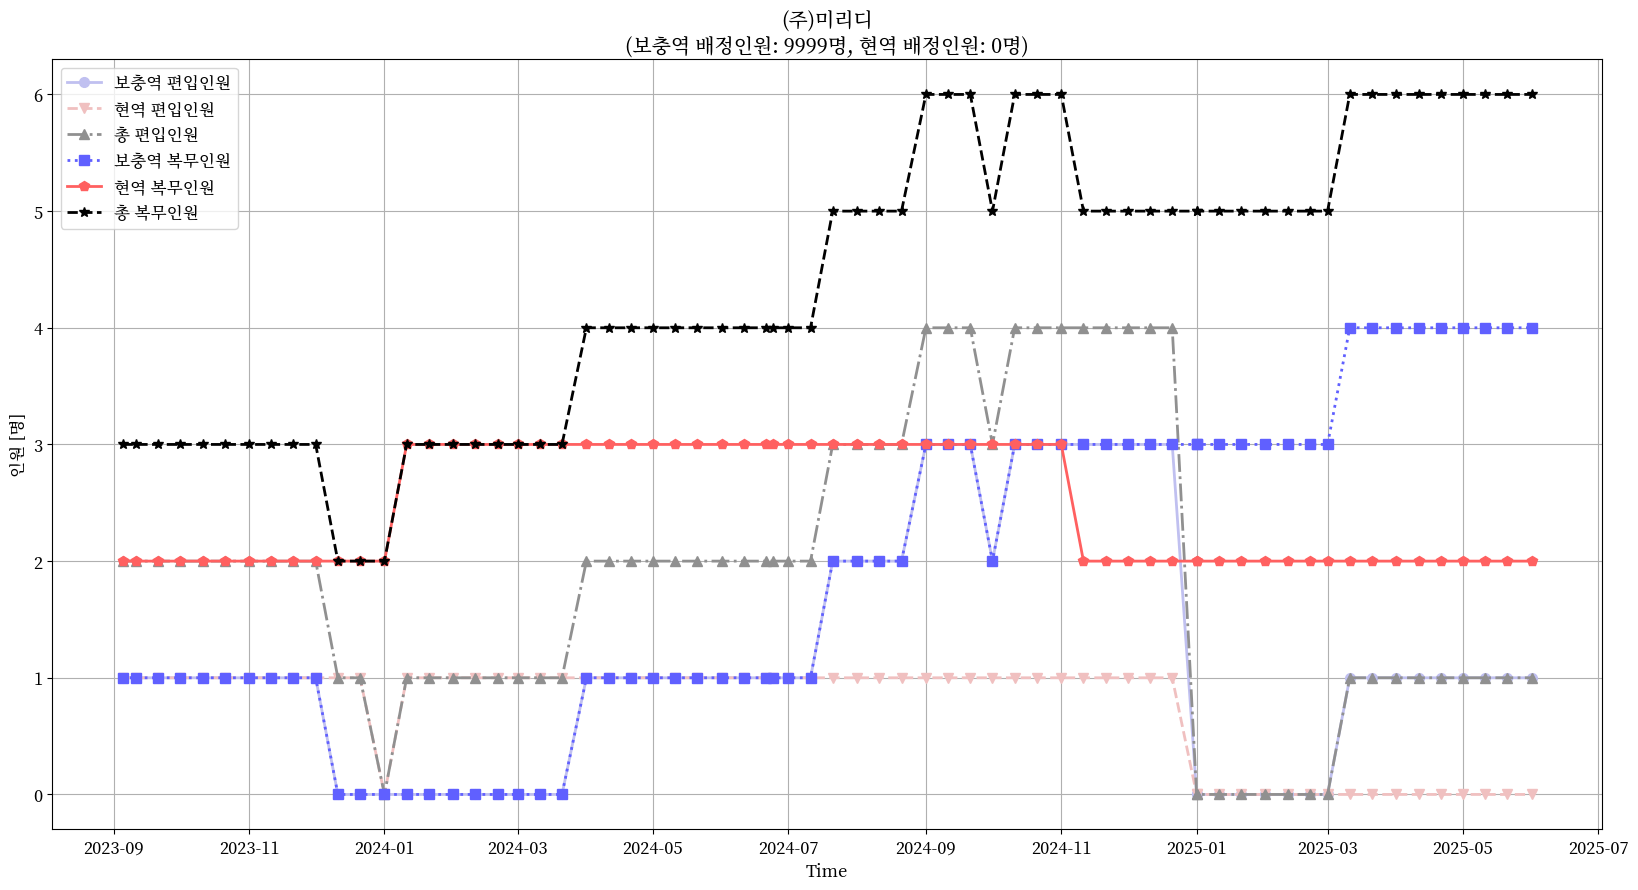 (주)미리디
(보충역 배정인원: 9999명, 현역 배정인원: 0명)
보충역 편입인원
현역 편입인원
총 편입인원
보충역 복무인원
현역 복무인원
총 복무인원
6
5
4
3
2
1
0
인원 [명]
2023-09 2023-11 2024-01 2024-03 2024-05 2024-07 2024-09 2024-11 2025-01 2025-03 2025-05 2025-07
Time